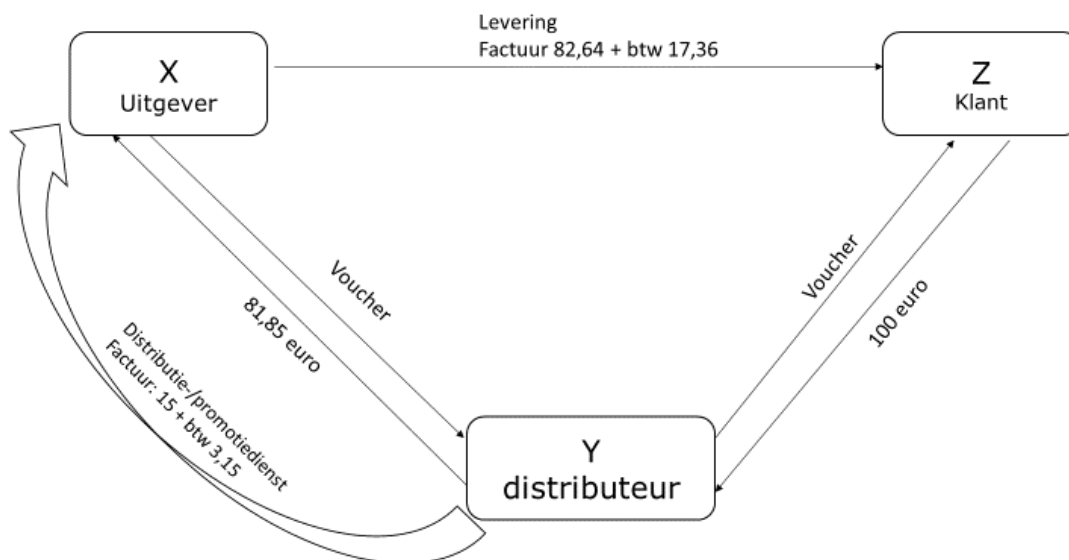 Levering
Factuur 82,64 + btw 17,36
X
Uitgever
Z
Klant
Voucher
81,85 euro
Voucher
100 euro
Distributie-/promotiedienst
Factuur: 15 + btw 3,15
Y
distributeur